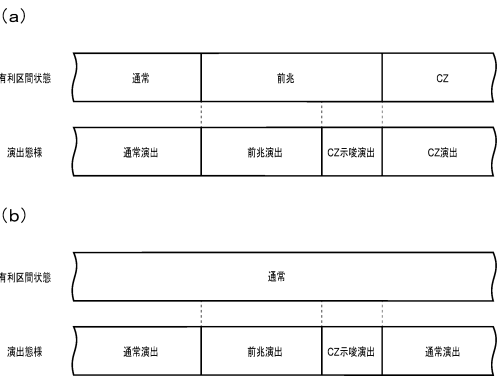 (a)
有利区間状態 通常 前兆 CZ
演出態様 通常演出 前兆演出 CZ示唆演出 CZ演出
(b)
有利区間状態 通常
演出態様 通常演出 前兆演出 CZ示唆演出 通常演出